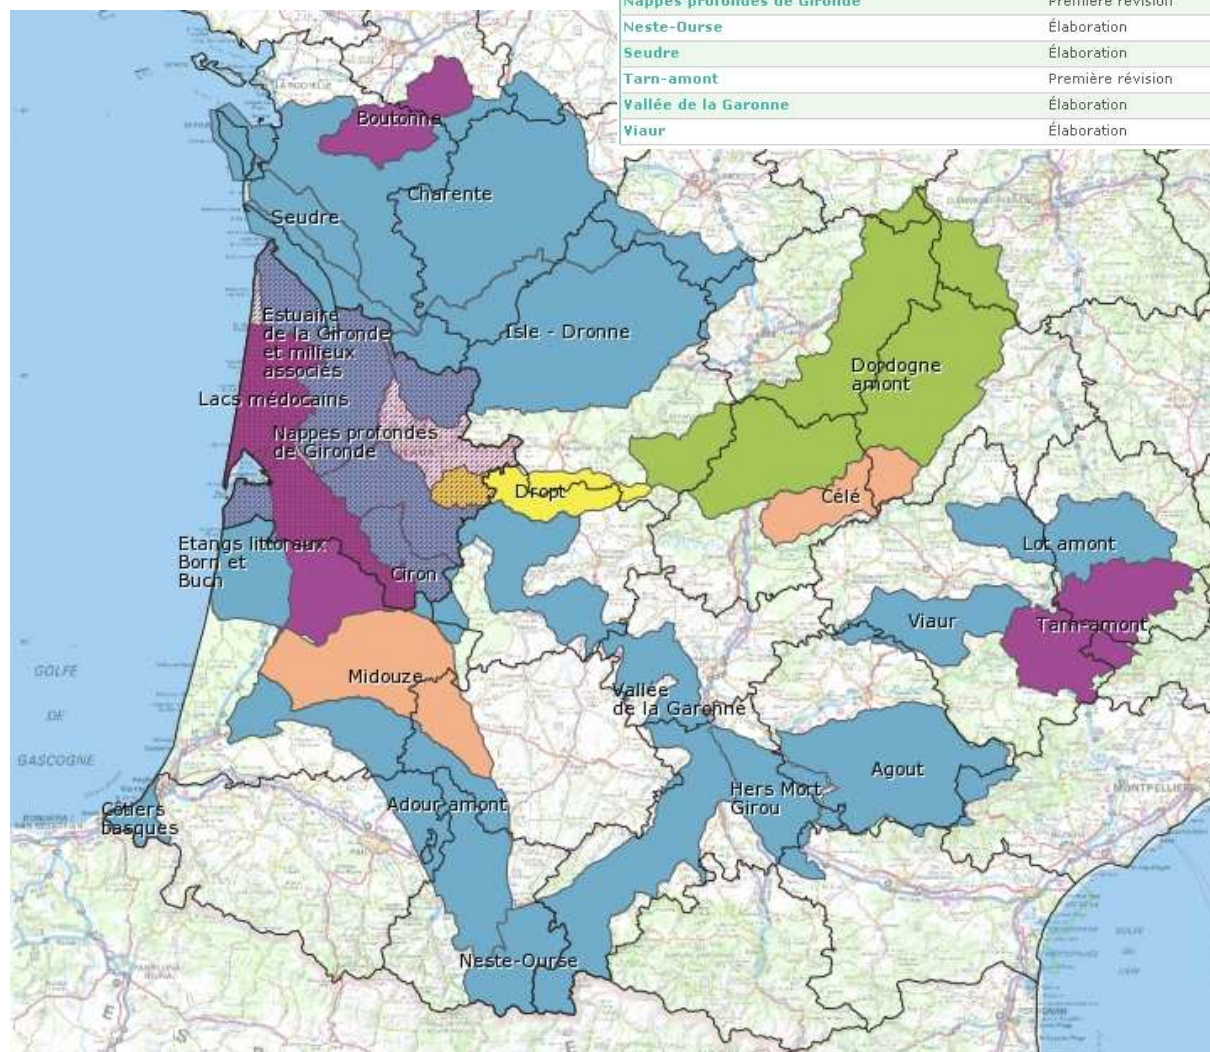 Nappes profondes de Gironde Première révision
Neste-Ourse Élaboration
Seudre Élaboration
Tarn-amont Première révision
Vallée de la Garonne Élaboration
Viaur Élaboration
Boutonne
Charente
Seudre
Estuaire
de la Gironde
et milieux
associés
Isle - Dronne
Dordogne
amont
Lacs médocains
Nappes profondes
de Gironde
Dropt
Célé
Etangs littoraux
Born et
Buch
Ciron
Lot amont
Viaur
Tarn-amont
GOLFE
DE
GASCOGNE
Midouze
Vallée
de la Garonne
Agout
Hers Mort
Girou
Adour amont
Côtiers
basques
MONTPELLIER
Neste-Ourse